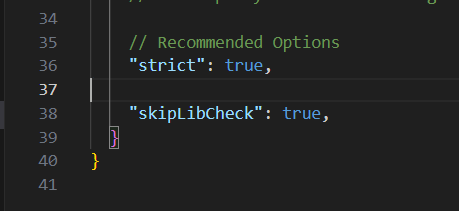 34
35 // Recommended Options
36 "strict": true,
37
38 "skipLibCheck": true,
39 }
40 }
41